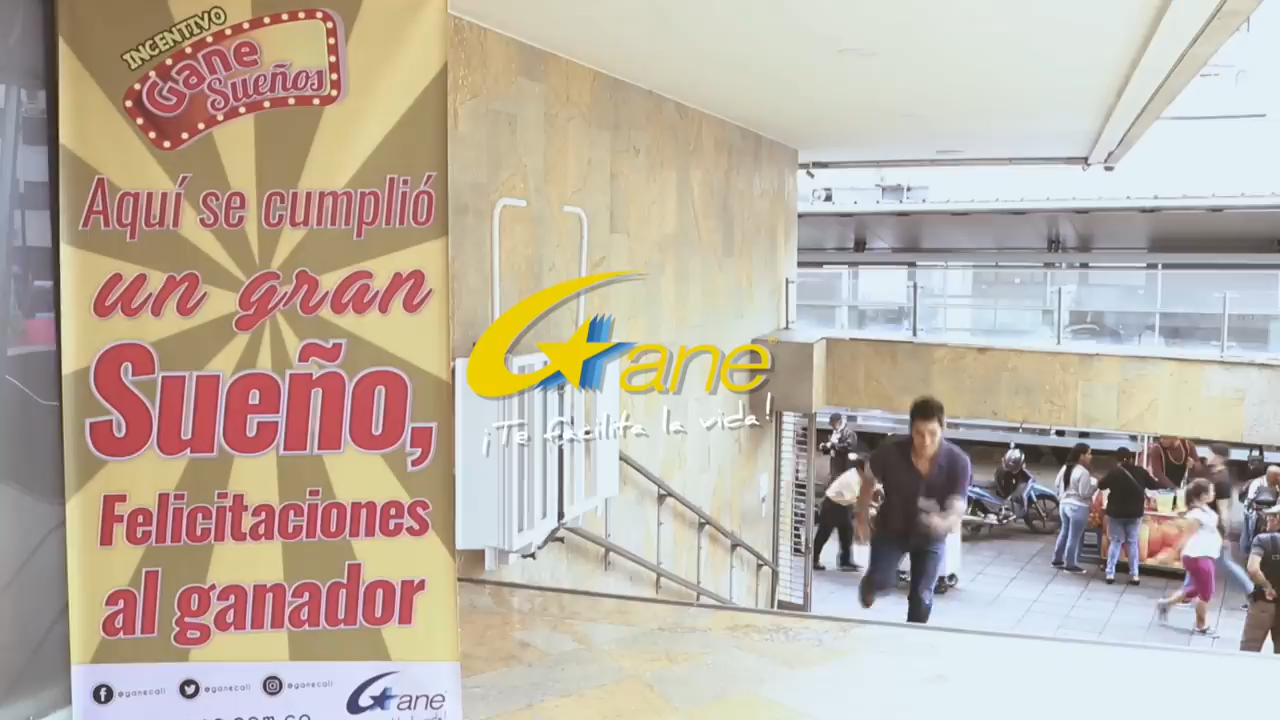 INCENTIVO
Gane
Sueños
Aquí se cumplió
un gran
Sueño,
Felicitaciones
al ganador
@ganecali
@ganecali
@ganecali
Gane
Gane
¡Te facilita la vida!